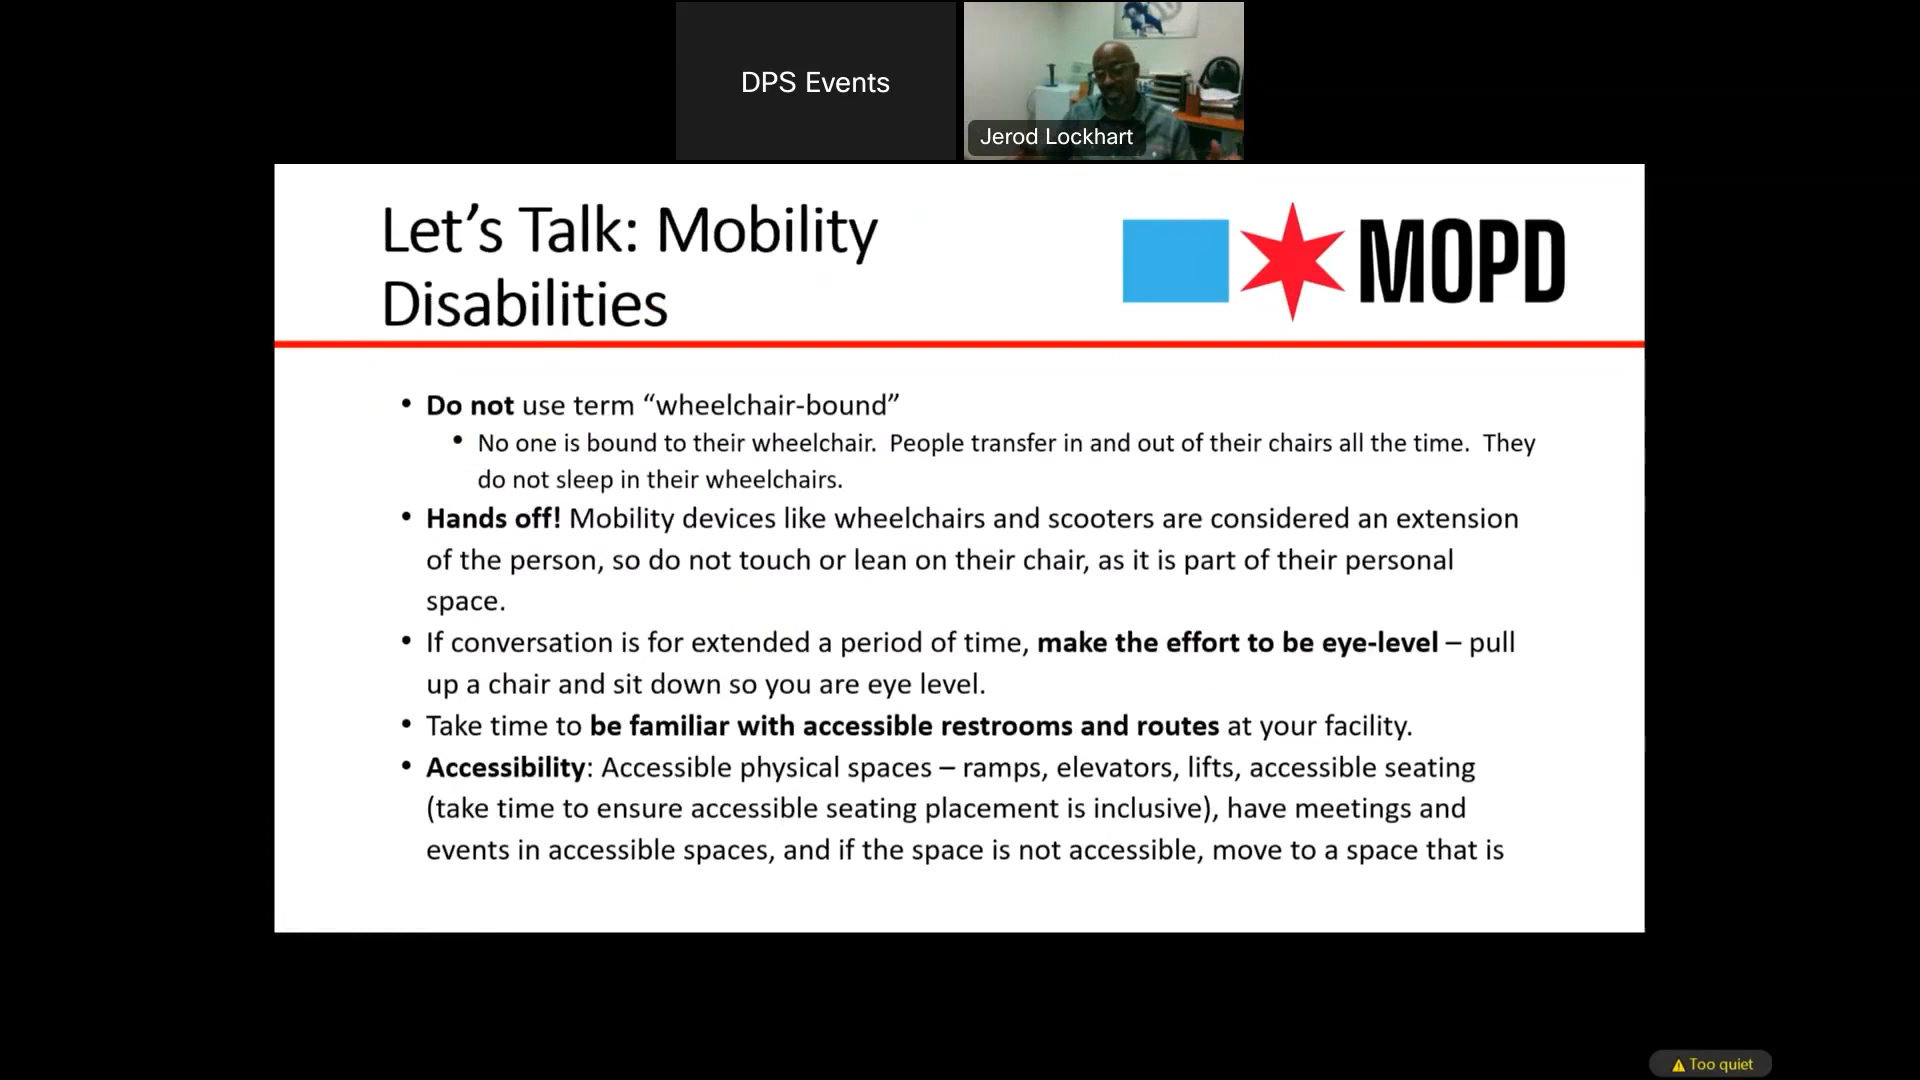 DPS Events
Jerod Lockhart
Let’s Talk: Mobility
Disabilities
MOPD
• Do not use term “wheelchair-bound”
• No one is bound to their wheelchair.  People transfer in and out of their chairs all the time.  They
do not sleep in their wheelchairs.
• Hands off! Mobility devices like wheelchairs and scooters are considered an extension
of the person, so do not touch or lean on their chair, as it is part of their personal
space.
• If conversation is for extended a period of time, make the effort to be eye-level – pull
up a chair and sit down so you are eye level.
• Take time to be familiar with accessible restrooms and routes at your facility.
• Accessibility: Accessible physical spaces – ramps, elevators, lifts, accessible seating
(take time to ensure accessible seating placement is inclusive), have meetings and
events in accessible spaces, and if the space is not accessible, move to a space that is
Too quiet